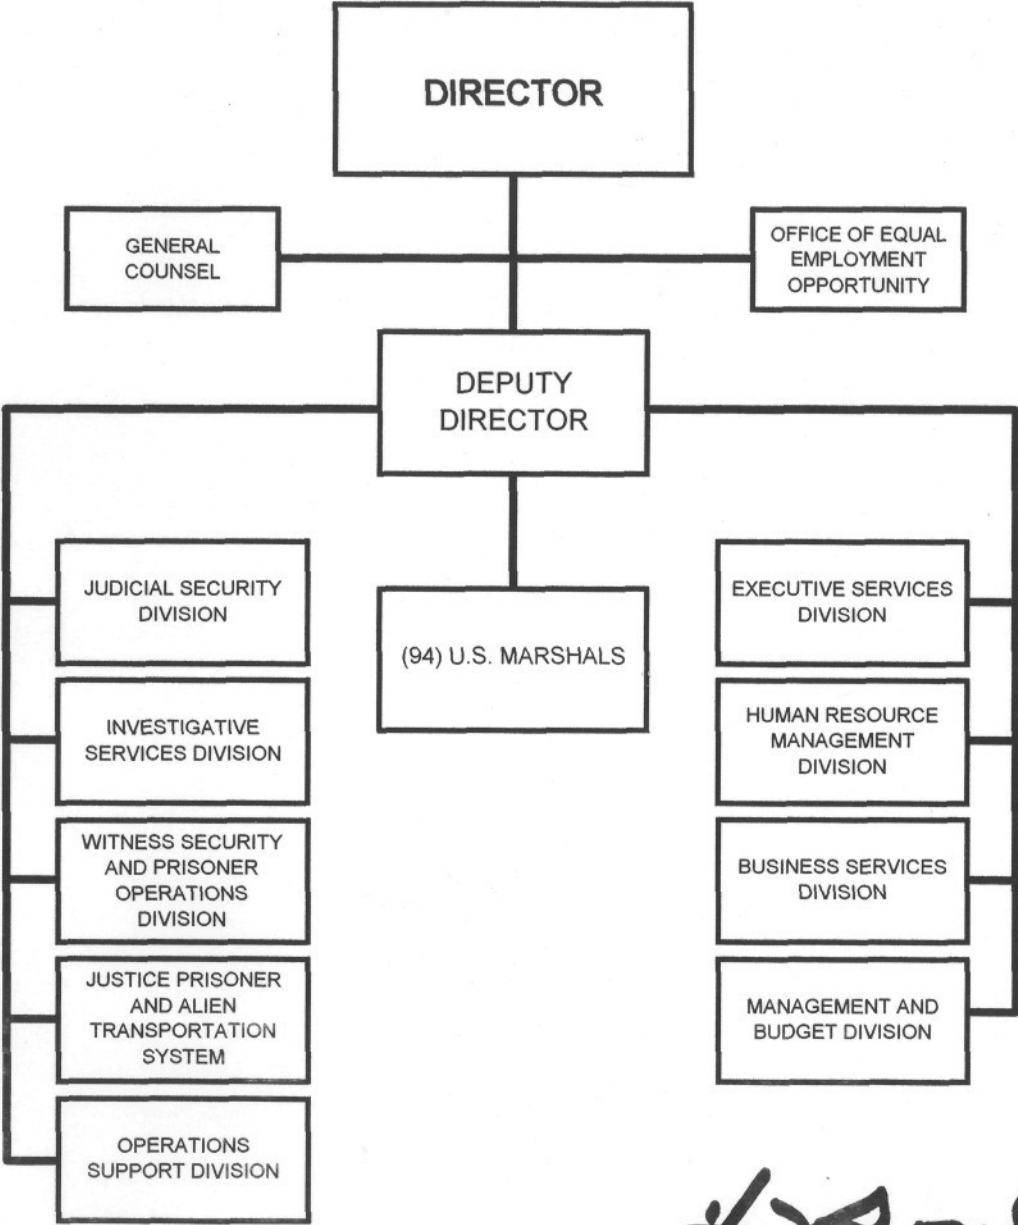 DIRECTOR
GENERAL
COUNSEL
OFFICE OF EQUAL
EMPLOYMENT
OPPORTUNITY
DEPUTY
DIRECTOR
JUDICIAL SECURITY
DIVISION
INVESTIGATIVE
SERVICES DIVISION
WITNESS SECURITY
AND PRISONER
OPERATIONS
DIVISION
JUSTICE PRISONER
AND ALIEN
TRANSPORTATION
SYSTEM
OPERATIONS
SUPPORT DIVISION
(94) U.S. MARSHALS
EXECUTIVE SERVICES
DIVISION
HUMAN RESOURCE
MANAGEMENT
DIVISION
BUSINESS SERVICES
DIVISION
MANAGEMENT AND
BUDGET DIVISION